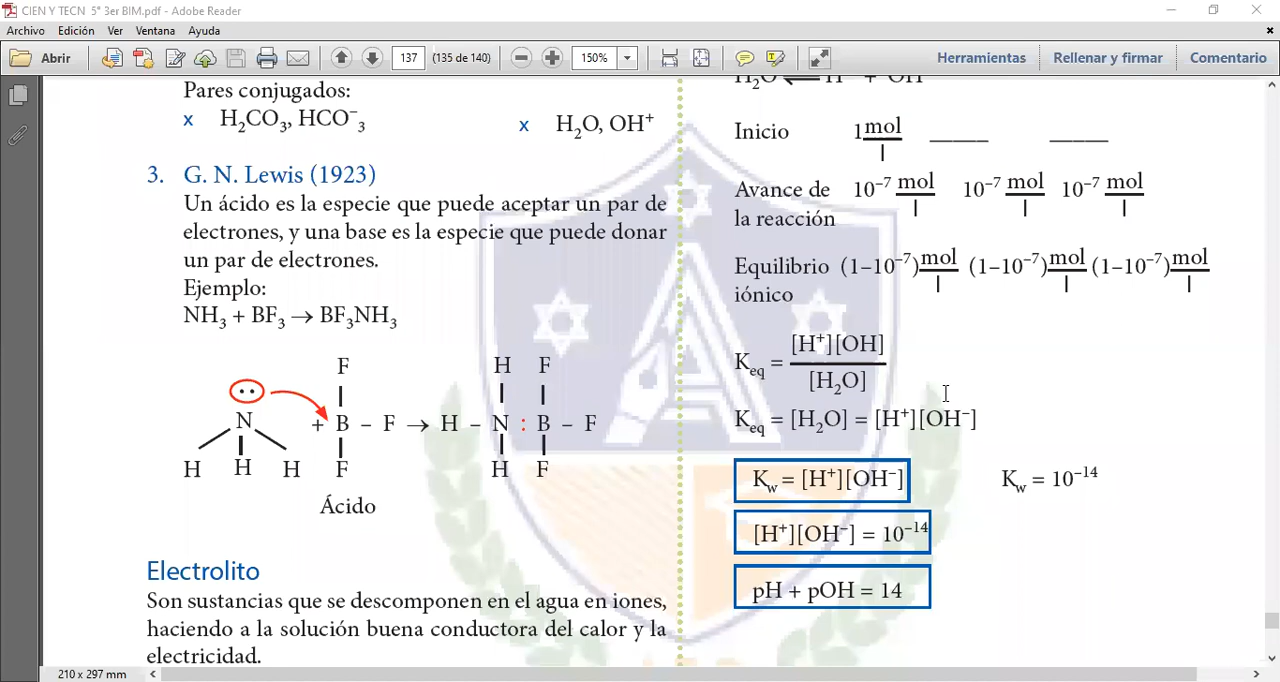 CIEN Y TECN 5° 3er BIM.pdf - Adobe Reader
Archivo Edición Ver Ventana Ayuda
Abrir 137 (135 de 140) 150% Herramientas Rellenar y firmar Comentario
Pares conjugados:
x H₂CO₃, HCO⁻₃ x H₂O, OH⁺
3. G. N. Lewis (1923)
Un ácido es la especie que puede aceptar un par de
electrones, y una base es la especie que puede donar
un par de electrones.
Ejemplo:
NH₃ + BF₃ → BF₃NH₃
F H F
N + B – F → H – N : B – F
H H H F H F
Ácido
Electrolito
Son sustancias que se descomponen en el agua en iones,
haciendo a la solución buena conductora del calor y la
electricidad.
H₂O ⇌ H + OH
Inicio 1 mol/l ____ ____
Avance de 10⁻⁷ mol/l 10⁻⁷ mol/l 10⁻⁷ mol/l
la reacción
Equilibrio (1–10⁻⁷) mol/l (1–10⁻⁷) mol/l (1–10⁻⁷) mol/l
iónico
Keq = [H⁺][OH] / [H₂O]
Keq = [H₂O] = [H⁺][OH⁻]
Kw = [H⁺][OH⁻] Kw = 10⁻¹⁴
[H⁺][OH⁻] = 10⁻¹⁴
pH + pOH = 14
210 x 297 mm